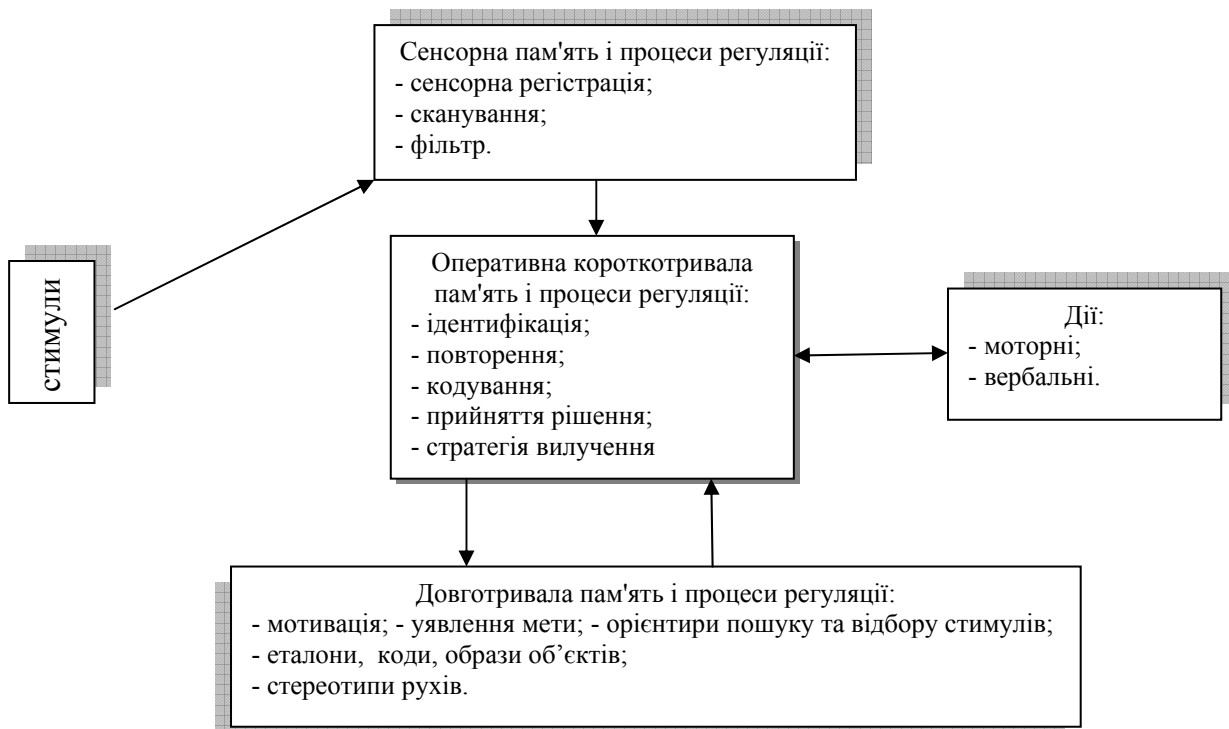 Сенсорна пам'ять і процеси регуляції:
- сенсорна регістрація;
- сканування;
- фільтр.
стимули
Оперативна короткотривала
пам'ять і процеси регуляції:
- ідентифікація;
- повторення;
- кодування;
- прийняття рішення;
- стратегія вилучення
Дії:
- моторні;
- вербальні.
Довготривала пам'ять і процеси регуляції:
- мотивація; - уявлення мети; - орієнтири пошуку та відбору стимулів;
- еталони, коди, образи об’єктів;
- стереотипи рухів.